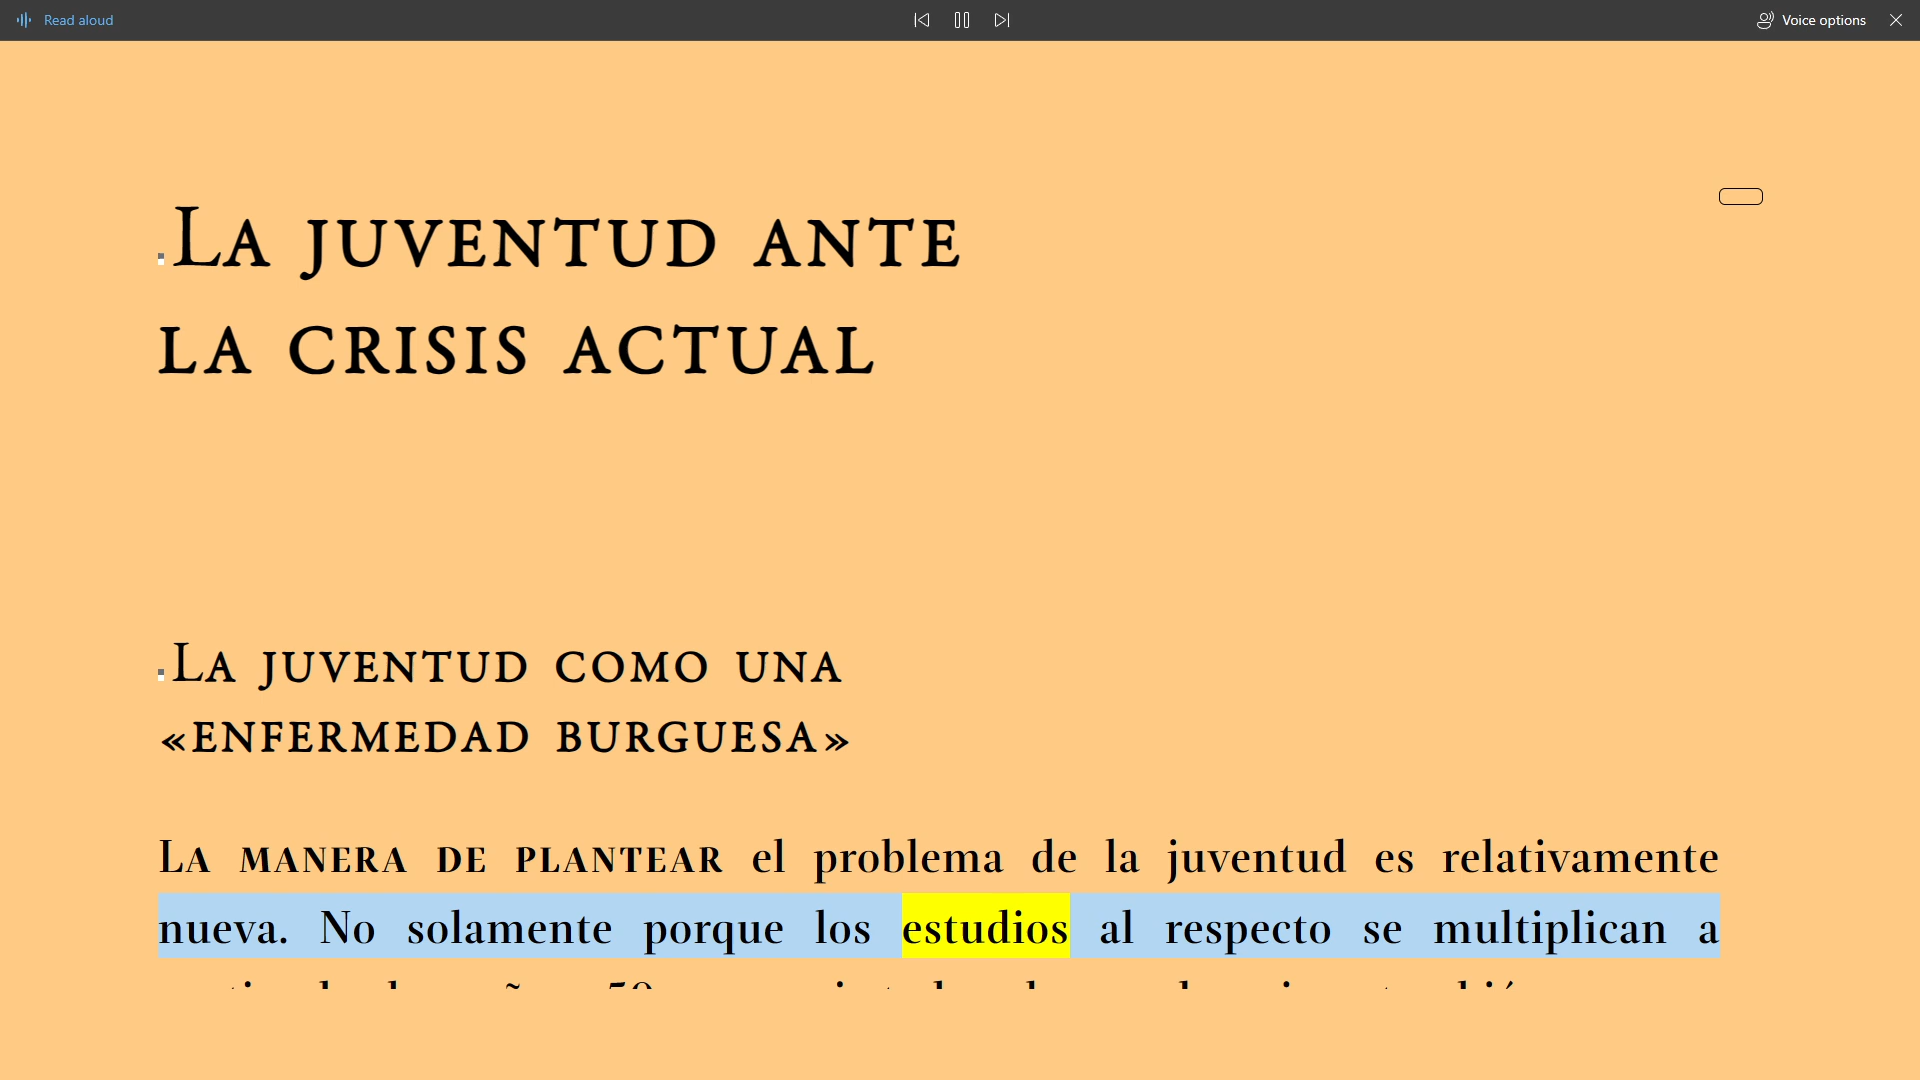 Read aloud
Voice options
La juventud ante
la crisis actual
La juventud como una
«enfermedad burguesa»
La manera de plantear el problema de la juventud es relativamente
nueva. No solamente porque los estudios al respecto se multiplican a